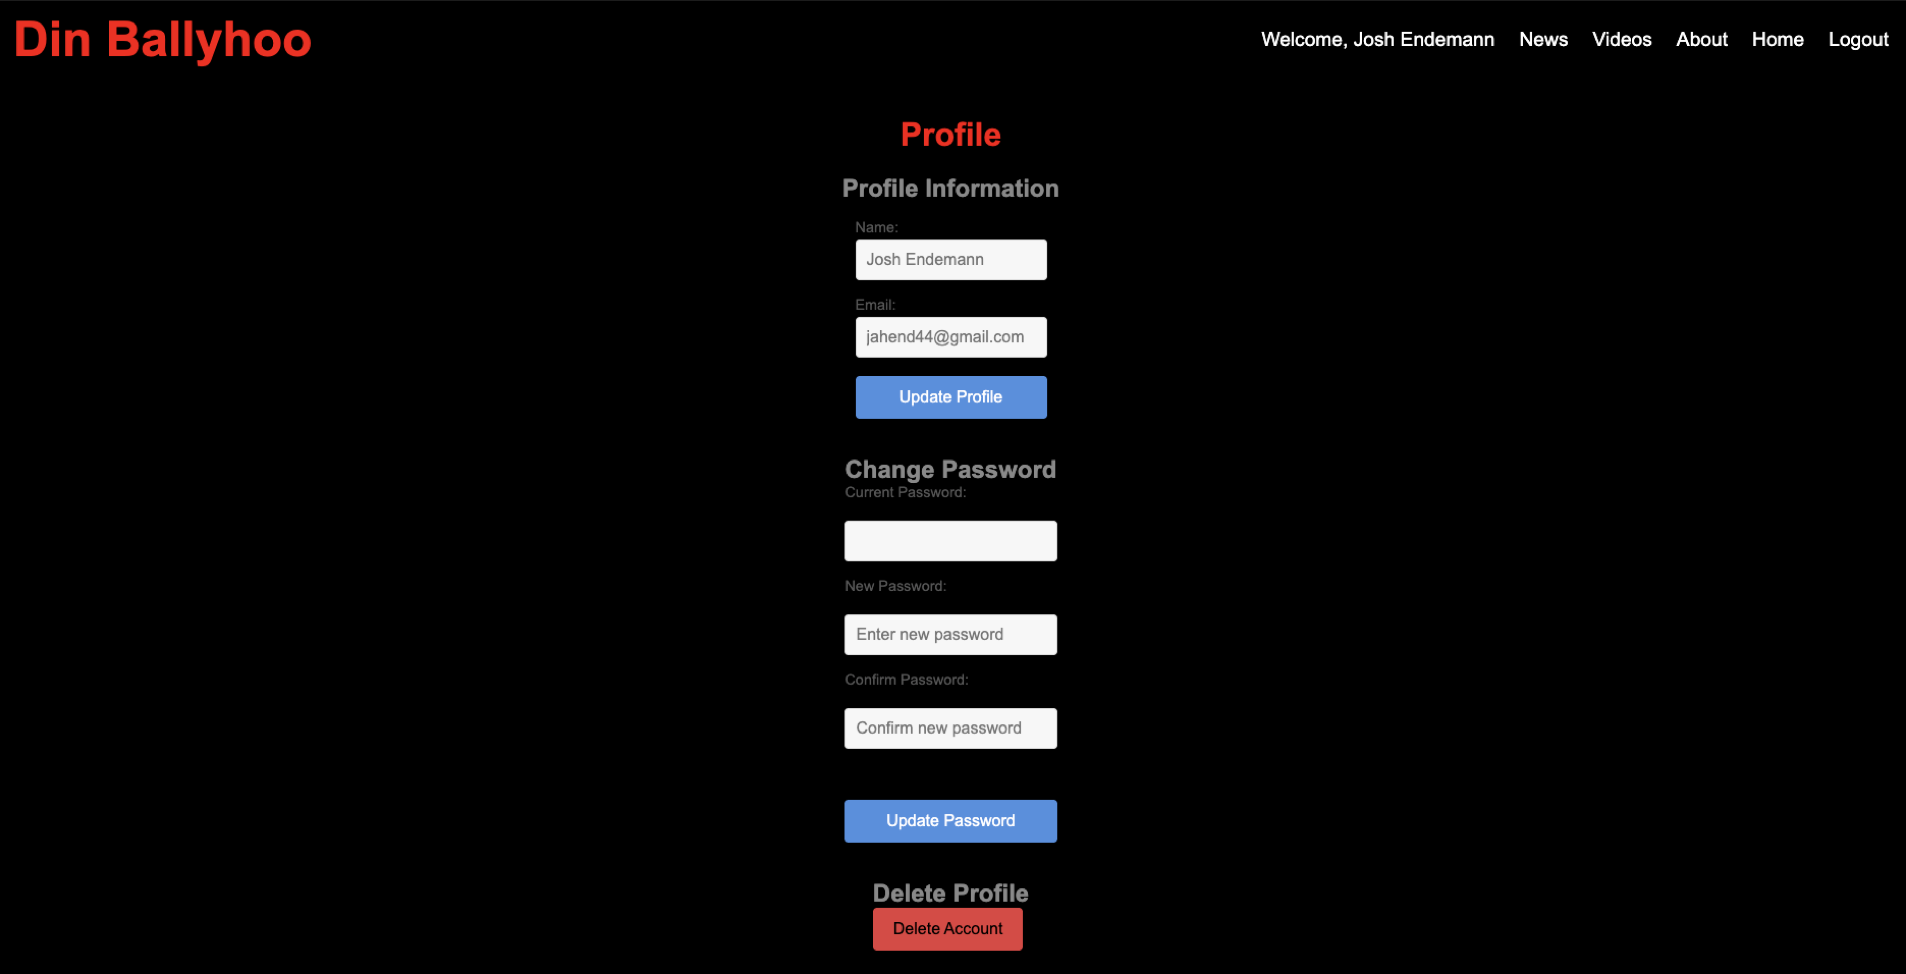 Din Ballyhoo
Welcome, Josh Endemann News Videos About Home Logout
Profile
Profile Information
Name:
Josh Endemann
Email:
jahend44@gmail.com
Update Profile
Change Password
Current Password:
New Password:
Enter new password
Confirm Password:
Confirm new password
Update Password
Delete Profile
Delete Account